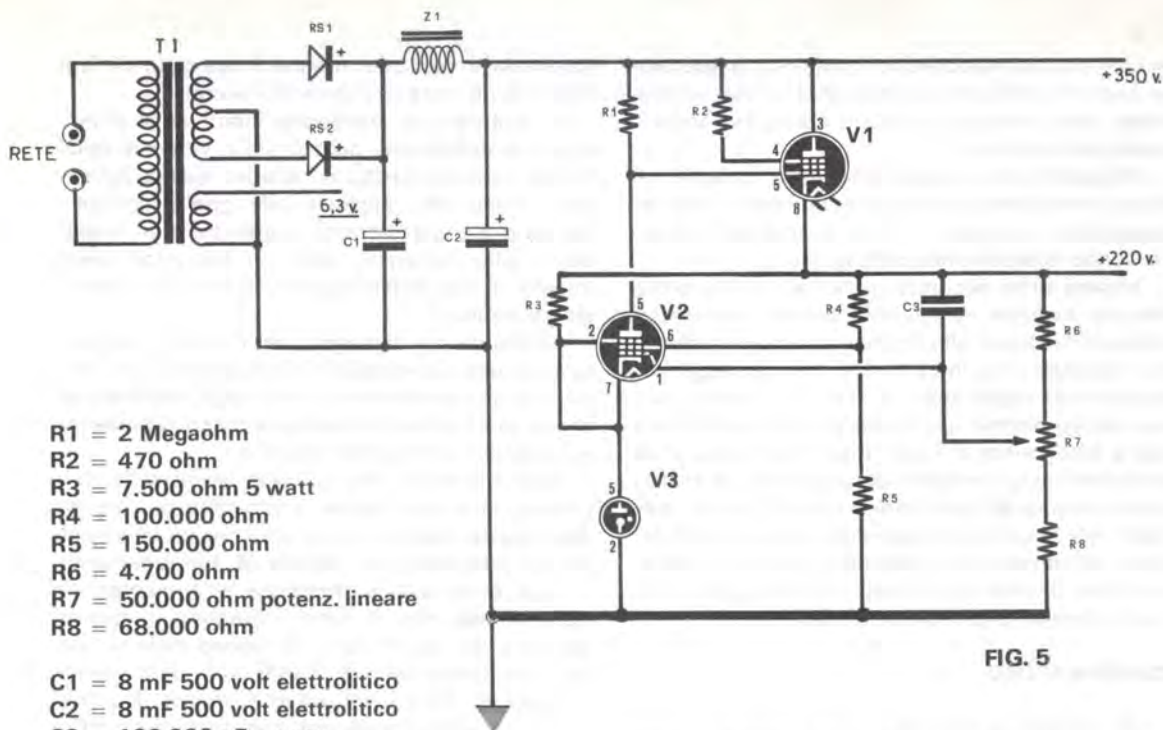 T1
RS1
+
Z1
RS2
+
RETE
6,3 v.
C1
+
C2
+
R1
R2
3
V1
4
5
8
+350 v.
+220 v.
R3
5
V2
2
6
7
1
R4
C3
R6
R7
V3
5
2
R5
R8
R1 = 2 Megaohm
R2 = 470 ohm
R3 = 7.500 ohm 5 watt
R4 = 100.000 ohm
R5 = 150.000 ohm
R6 = 4.700 ohm
R7 = 50.000 ohm potenz. lineare
R8 = 68.000 ohm
C1 = 8 mF 500 volt elettrolitico
C2 = 8 mF 500 volt elettrolitico
FIG. 5